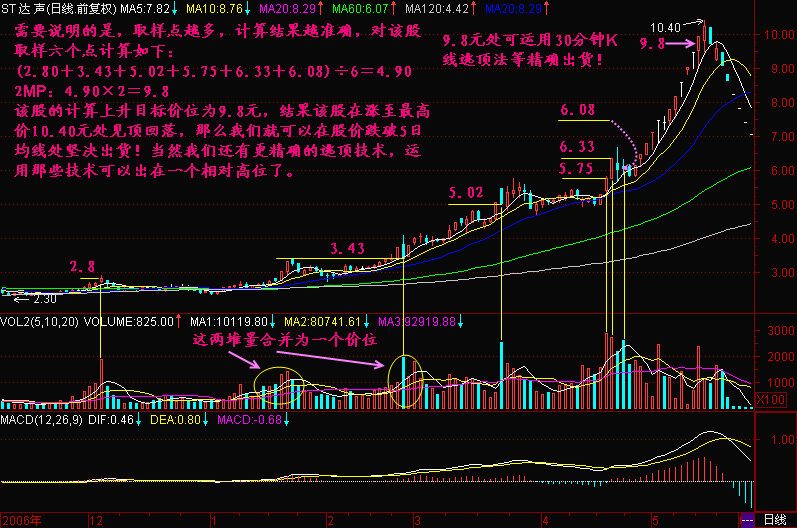 ST达声(日线,前复权) MA5:7.82↓ MA10:8.76↓ MA20:8.29↑ MA60:6.07↑ MA120:4.42↑ MA20:8.29↑
需要说明的是，取样点越多，计算结果越准确，对该股
取样六个点计算如下：
(2.80＋3.43＋5.02＋5.75＋6.33＋6.08)÷6＝4.90
2MP：4.90×2＝9.8
该股的计算上升目标价位为9.8元，结果该股在涨至最高
价10.40元处见顶回落，那么我们就可以在股价跌破5日
均线处坚决出货！当然我们还有更精确的逃顶技术，运
用那些技术可以出在一个相对高位了。
9.8元处可运用30分钟K
线逃顶法等精确出货！
10.40
9.8
10.00
9.00
8.00
7.00
6.00
5.00
4.00
3.00
6.08
6.33
5.75
5.02
3.43
2.8
2.30
VOL2(5,10,20) VOLUME:825.00↑ MA1:10119.80↓ MA2:80741.61↓ MA3:92919.88↓
这两堆量合并为一个价位
3000
2000
1000
X100
MACD(12,26,9) DIF:0.46↓ DEA:0.80↓ MACD:-0.68↓
1.00
2006年 12 1 2 3 4 5 日线